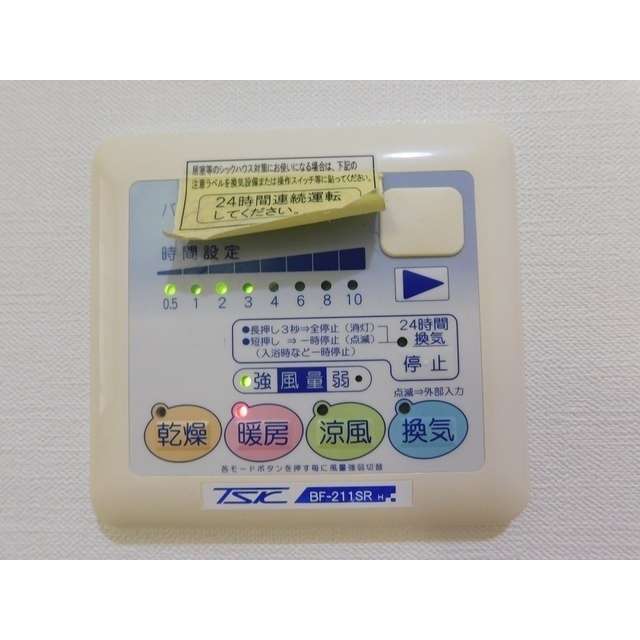 居室等のシックハウス対策にお使いになる場合は、下記の
注意ラベルを換気設備または操作スイッチ等に貼ってください。
24時間連続運転
してください。
時間設定
0.5 1 2 3 4 6 8 10
●長押し3秒⇒全停止(消灯)
●短押し ⇒一時停止(点滅)
(入浴時など一時停止)
24時間
換気
停止
強 風量 弱
点滅⇒外部入力
乾燥 暖房 涼風 換気
各モードボタンを押す毎に風量強弱切替
TSK BF-211SR H